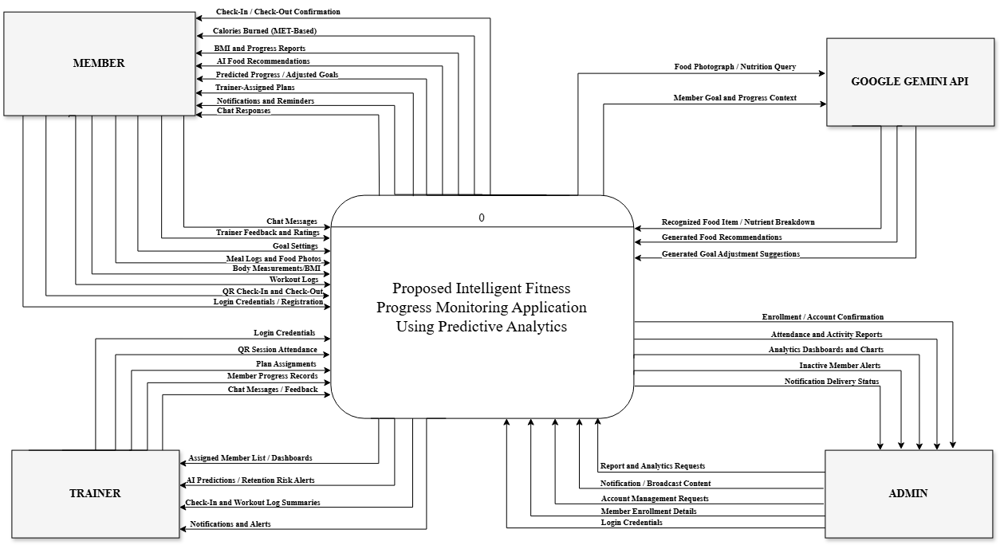 Check-In / Check-Out Confirmation
Calories Burned (MET-Based)
BMI and Progress Reports
AI Food Recommendations
Predicted Progress / Adjusted Goals
Trainer-Assigned Plans
Notifications and Reminders
Chat Responses
MEMBER
Food Photograph / Nutrition Query
Member Goal and Progress Context
GOOGLE GEMINI API
Chat Messages
Trainer Feedback and Ratings
Goal Settings
Meal Logs and Food Photos
Body Measurements/BMI
Workout Logs
QR Check-In and Check-Out
Login Credentials / Registration
0
Proposed Intelligent Fitness
Progress Monitoring Application
Using Predictive Analytics
Recognized Food Item / Nutrient Breakdown
Generated Food Recommendations
Generated Goal Adjustment Suggestions
Login Credentials
QR Session Attendance
Plan Assignments
Member Progress Records
Chat Messages / Feedback
Enrollment / Account Confirmation
Attendance and Activity Reports
Analytics Dashboards and Charts
Inactive Member Alerts
Notification Delivery Status
TRAINER
Assigned Member List / Dashboards
AI Predictions / Retention Risk Alerts
Check-In and Workout Log Summaries
Notifications and Alerts
Report and Analytics Requests
Notification / Broadcast Content
Account Management Requests
Member Enrollment Details
Login Credentials
ADMIN